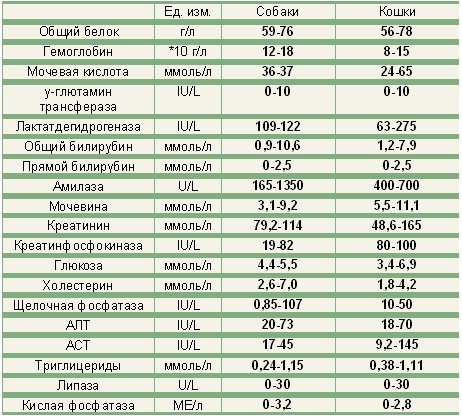 Ед. изм. Собаки Кошки
Общий белок г/л 59-76 56-78
Гемоглобин *10 г/л 12-18 8-15
Мочевая кислота ммоль/л 36-37 24-65
у-глютамин IU/L 0-10 0-10
трансфераза
Лактатдегидрогеназа IU/L 109-122 63-275
Общий билирубин ммоль/л 0,9-10,6 1,2-7,9
Прямой билирубин ммоль/л 0-2,5 0-2,5
Амилаза U/L 165-1350 400-700
Мочевина ммоль/л 3,1-9,2 5,5-11,1
Креатинин ммоль/л 79,2-114 48,6-165
Креатинфосфокиназа IU/L 19-82 80-100
Глюкоза ммоль/л 4,4-5,5 3,4-6,9
Холестерин ммоль/л 2,6-7,0 1,8-4,2
Щелочная фосфатаза IU/L 0,85-107 10-50
АЛТ IU/L 20-73 18-70
АСТ IU/L 17-45 9,2-145
Триглицериды ммоль/л 0,24-1,15 0,38-1,11
Липаза U/L 0-30 0-30
Кислая фосфатаза МЕ/л 0-3,2 0-2,8